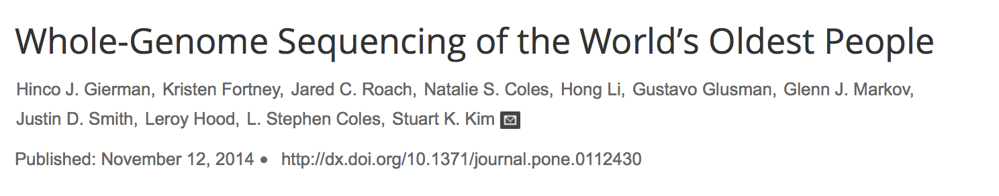 Whole-Genome Sequencing of the World’s Oldest People
Hinco J. Gierman, Kristen Fortney, Jared C. Roach, Natalie S. Coles, Hong Li, Gustavo Glusman, Glenn J. Markov,
Justin D. Smith, Leroy Hood, L. Stephen Coles, Stuart K. Kim
Published: November 12, 2014 • http://dx.doi.org/10.1371/journal.pone.0112430